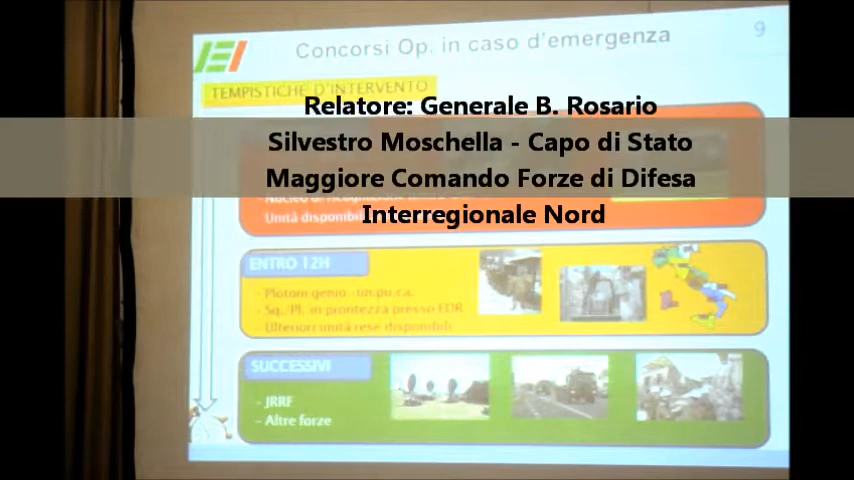 Concorsi Op. in caso d'emergenza
9
TEMPISTICHE D'INTERVENTO
Relatore: Generale B. Rosario
Silvestro Moschella - Capo di Stato
Maggiore Comando Forze di Difesa
Interregionale Nord
Unità disponibili
ENTRO 12H
- Plotoni genio -un.pu.ca.
- Sq./Pl. in prontezza presso EDR
- Ulteriori unità rese disponibili
SUCCESSIVI
- JRRF
- Altre forze